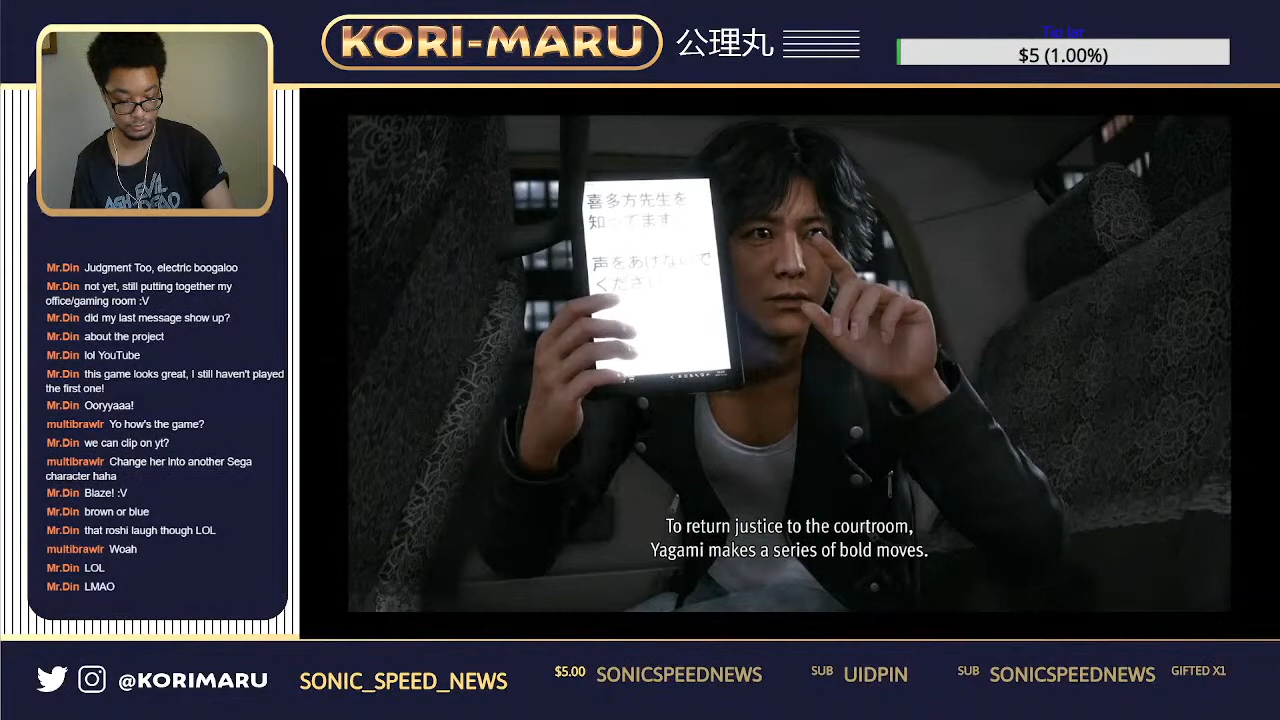 KORI-MARU 公理丸
Tip Jar
$5 (1.00%)
Mr.Din Judgment Too, electric boogaloo
Mr.Din not yet, still putting together my
office/gaming room :V
Mr.Din did my last message show up?
Mr.Din about the project
Mr.Din lol YouTube
Mr.Din this game looks great, I still haven't played
the first one!
Mr.Din Ooryyaaa!
multibrawlr Yo how's the game?
Mr.Din we can clip on yt?
multibrawlr Change her into another Sega
character haha
Mr.Din Blaze! :V
Mr.Din brown or blue
Mr.Din that roshi laugh though LOL
multibrawlr Woah
Mr.Din LOL
Mr.Din LMAO
喜多方先生を
知ってます
声をあげないで
ください
To return justice to the courtroom,
Yagami makes a series of bold moves.
@KORIMARU
SONIC_SPEED_NEWS
$5.00 SONICSPEEDNEWS
SUB UIDPIN
SUB SONICSPEEDNEWS GIFTED X1